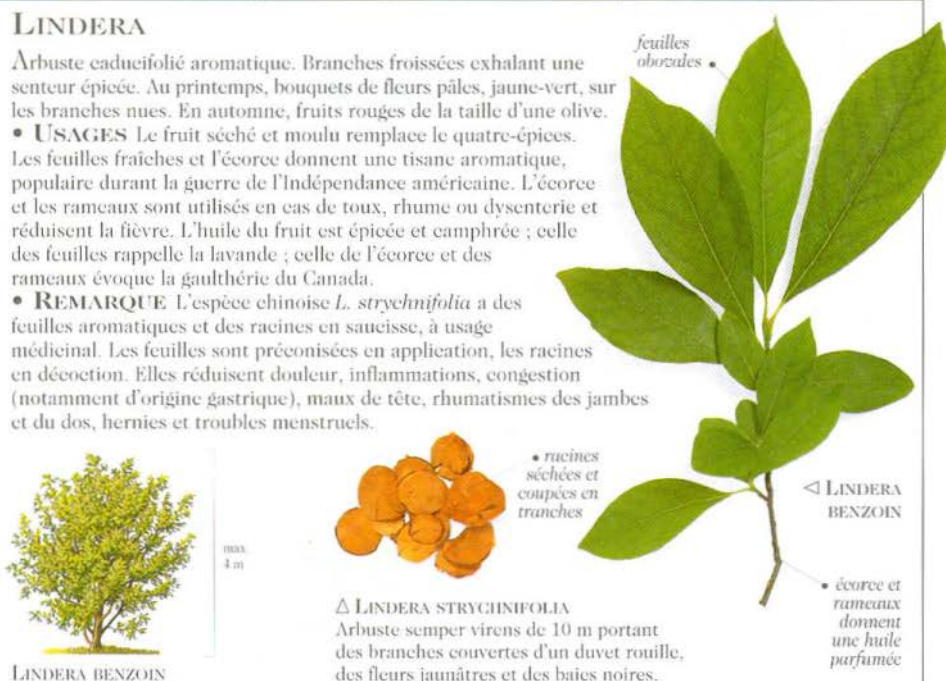 LINDERA
Arbuste caducifolié aromatique. Branches froissées exhalant une
senteur épicée. Au printemps, bouquets de fleurs pâles, jaune-vert, sur
les branches nues. En automne, fruits rouges de la taille d'une olive.
• USAGES Le fruit séché et moulu remplace le quatre-épices.
Les feuilles fraîches et l'écorce donnent une tisane aromatique,
populaire durant la guerre de l'Indépendance américaine. L'écorce
et les rameaux sont utilisés en cas de toux, rhume ou dysenterie et
réduisent la fièvre. L'huile du fruit est épicée et camphrée ; celle
des feuilles rappelle la lavande ; celle de l'écorce et des
rameaux évoque la gaulthérie du Canada.
• REMARQUE L'espèce chinoise L. strychnifolia a des
feuilles aromatiques et des racines en saucisse, à usage
médicinal. Les feuilles sont préconisées en application, les racines
en décoction. Elles réduisent douleur, inflammations, congestion
(notamment d'origine gastrique), maux de tête, rhumatismes des jambes
et du dos, hernies et troubles menstruels.
feuilles
obovales •
• racines
séchées et
coupées en
tranches
◁ LINDERA
BENZOIN
max.
4 m
• écorce et
rameaux
donnent
une huile
parfumée
△ LINDERA STRYCHNIFOLIA
Arbuste semper virens de 10 m portant
des branches couvertes d'un duvet rouille,
des fleurs jaunâtres et des baies noires.
LINDERA BENZOIN